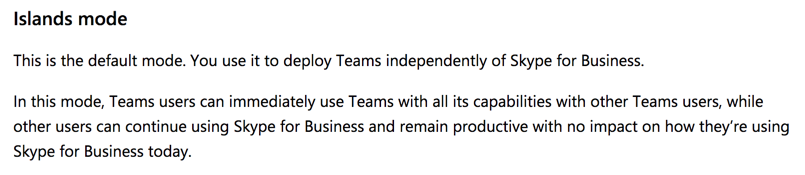 Islands mode
This is the default mode. You use it to deploy Teams independently of Skype for Business.
In this mode, Teams users can immediately use Teams with all its capabilities with other Teams users, while
other users can continue using Skype for Business and remain productive with no impact on how they’re using
Skype for Business today.